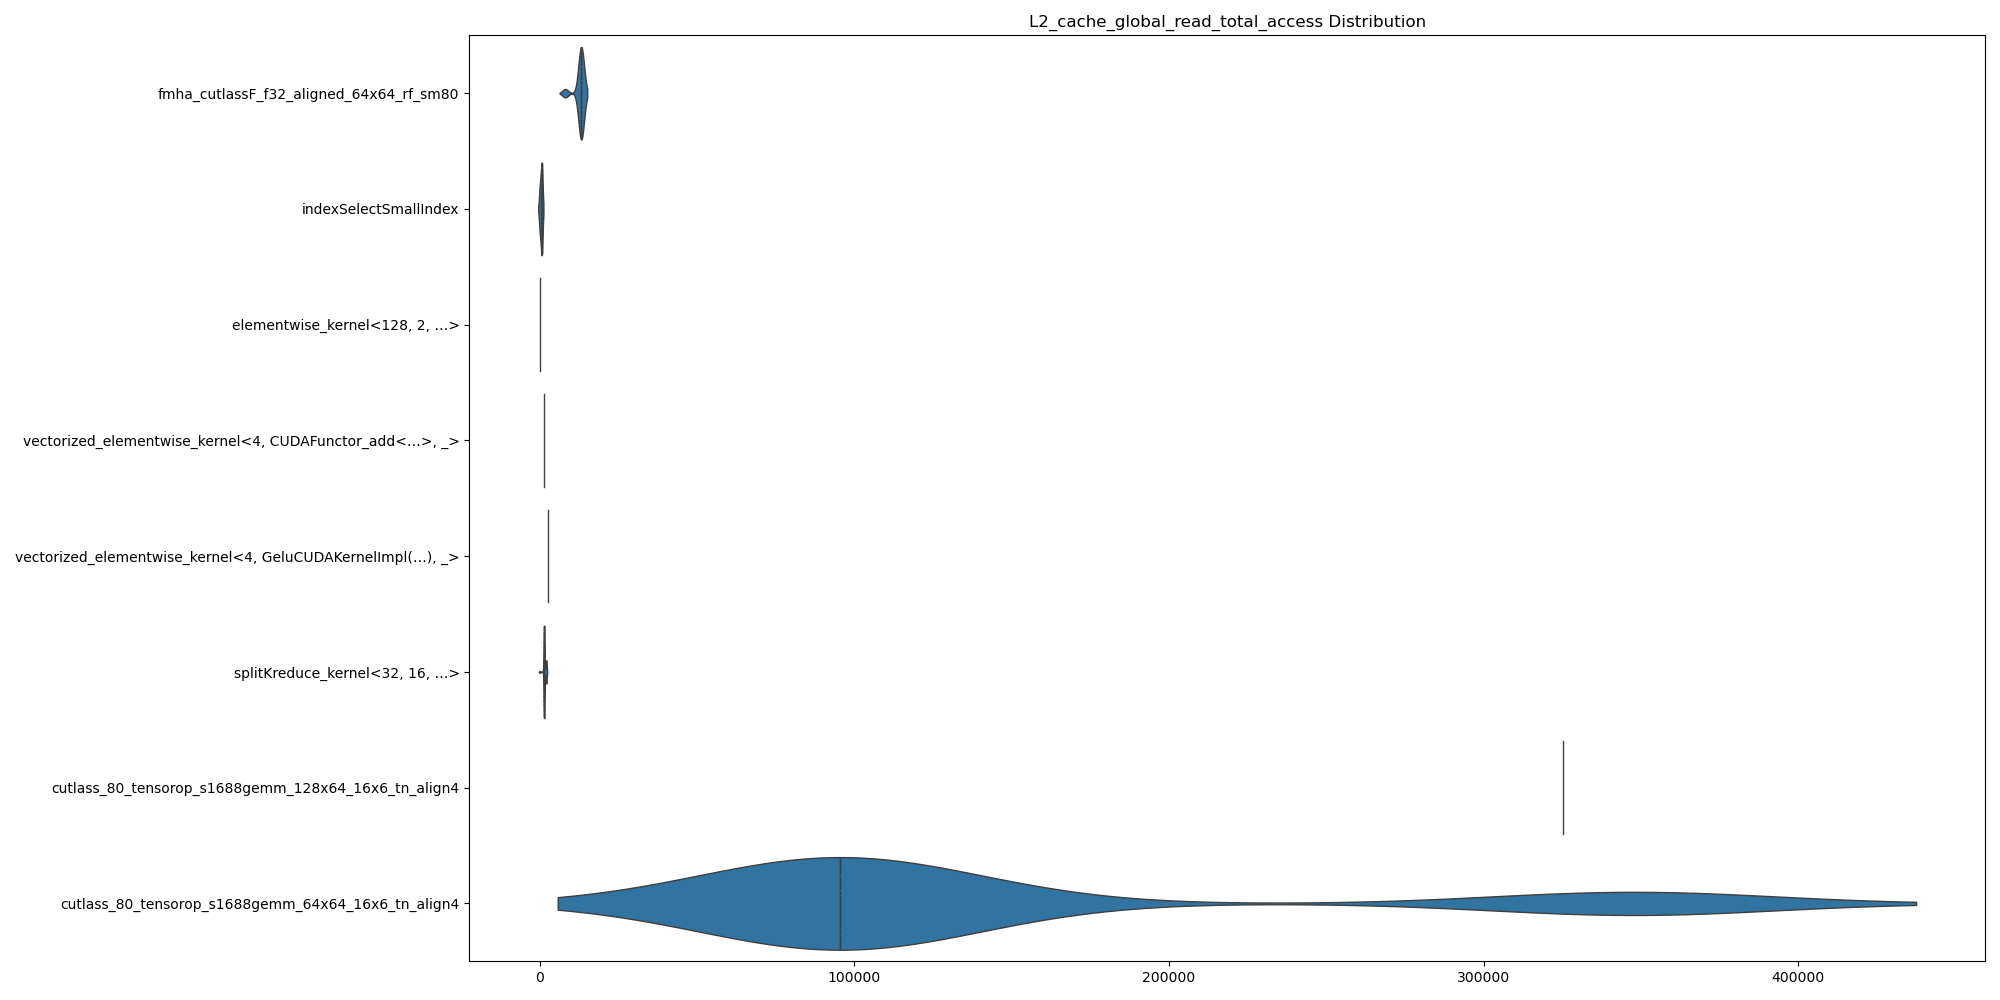 L2_cache_global_read_total_access Distribution
fmha_cutlassF_f32_aligned_64x64_rf_sm80
indexSelectSmallIndex
elementwise_kernel<128, 2, ...>
vectorized_elementwise_kernel<4, CUDAFunctor_add<...>, _>
vectorized_elementwise_kernel<4, GeluCUDAKernelImpl(...), _>
splitKreduce_kernel<32, 16, ...>
cutlass_80_tensorop_s1688gemm_128x64_16x6_tn_align4
cutlass_80_tensorop_s1688gemm_64x64_16x6_tn_align4
0 100000 200000 300000 400000